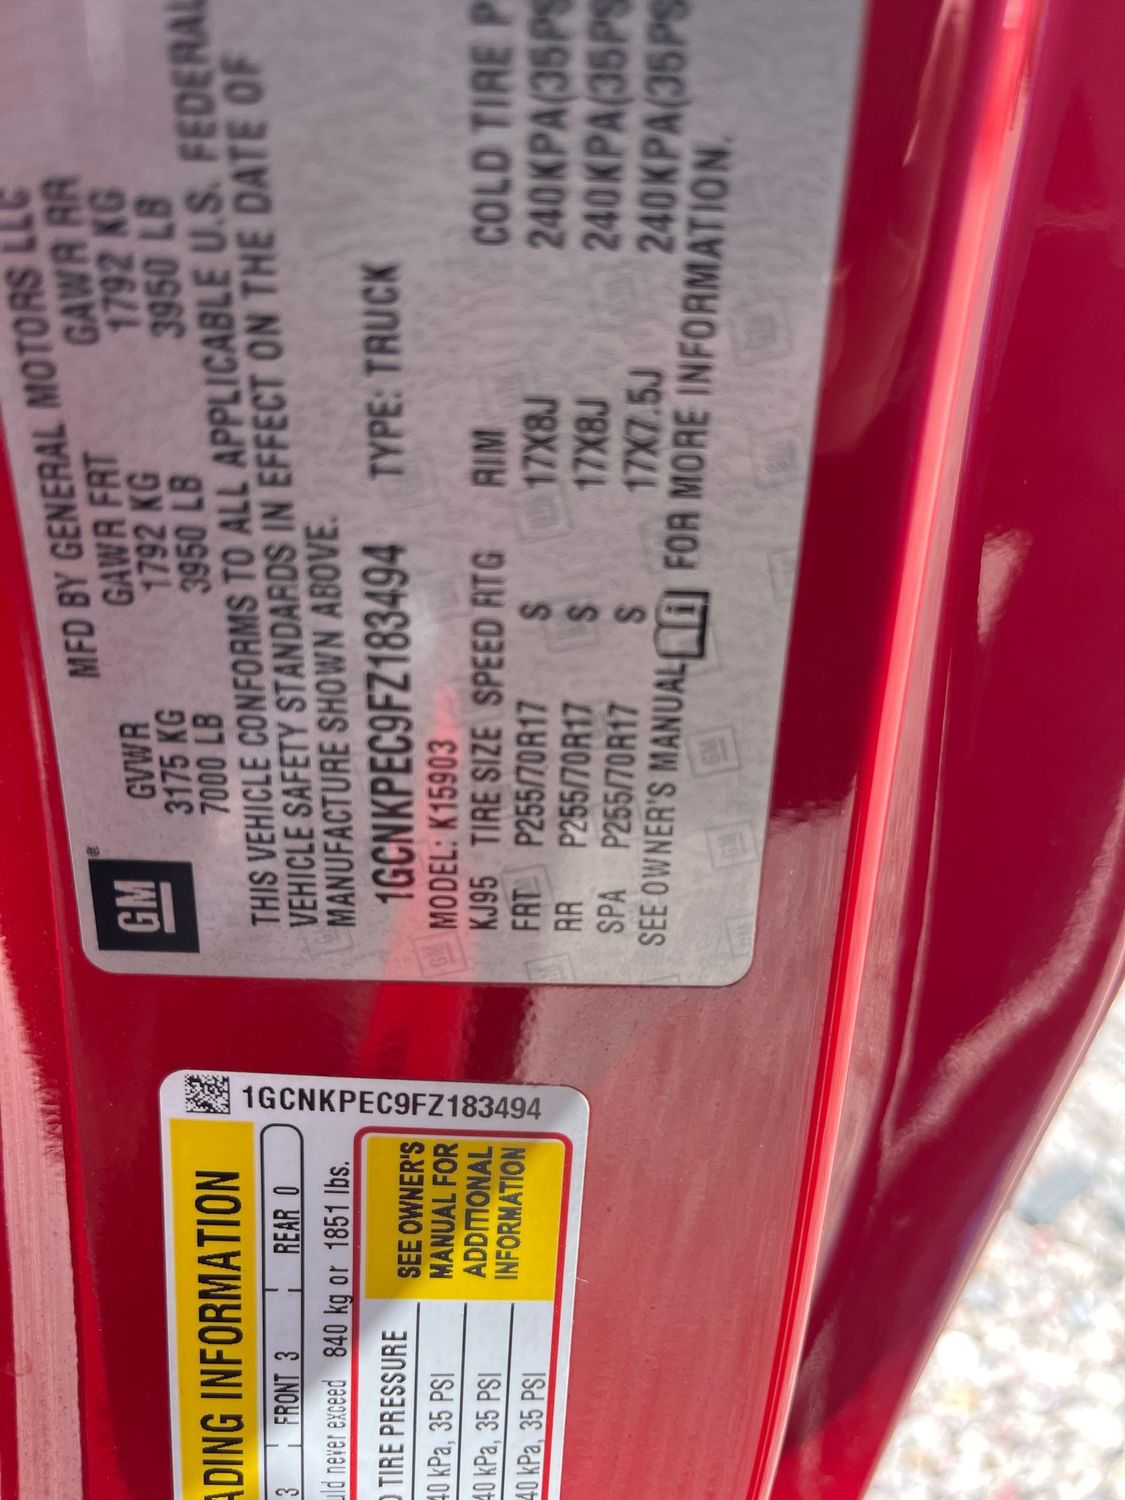 GM
®
MFD BY GENERAL MOTORS LLC
GVWR GAWR FRT GAWR RR
3175 KG 1792 KG 1792 KG
7000 LB 3950 LB 3950 LB
THIS VEHICLE CONFORMS TO ALL APPLICABLE U.S. FEDERAL
VEHICLE SAFETY STANDARDS IN EFFECT ON THE DATE OF
MANUFACTURE SHOWN ABOVE.
1GCNKPEC9FZ183494 TYPE: TRUCK
MODEL: K15903
KJ95 TIRE SIZE SPEED RTG RIM COLD TIRE P
FRT P255/70R17 S 17X8J 240KPA(35PS
RR P255/70R17 S 17X8J 240KPA(35PS
SPA P255/70R17 S 17X7.5J 240KPA(35PS
SEE OWNER'S MANUAL i FOR MORE INFORMATION.
1GCNKPEC9FZ183494
ADING INFORMATION
3 FRONT 3 REAR 0
uld never exceed 840 kg or 1851 lbs.
TIRE PRESSURE
40 kPa, 35 PSI
40 kPa, 35 PSI
40 kPa, 35 PSI
SEE OWNER'S
MANUAL FOR
ADDITIONAL
INFORMATION